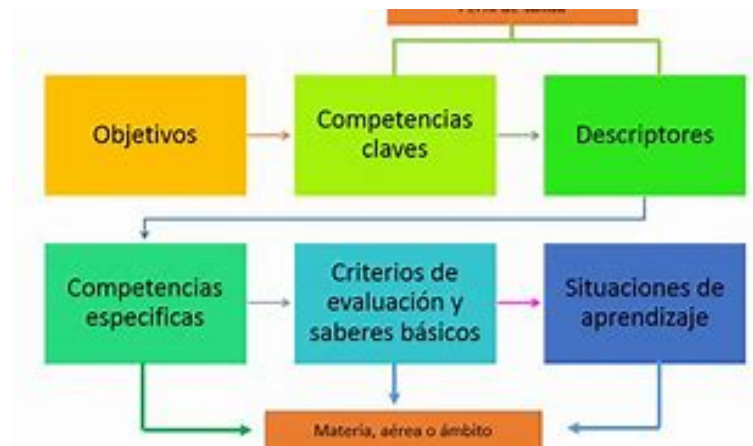 Objetivos
Competencias
claves
Descriptores
Competencias
especificas
Criterios de
evaluación y
saberes básicos
Situaciones de
aprendizaje
Materia, aérea o ámbito